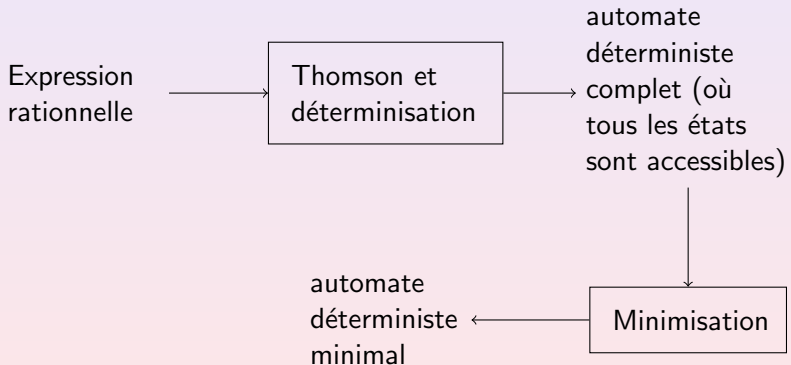 Expression
rationnelle
Thomson et
déterminisation
automate
déterministe
complet (où
tous les états
sont accessibles)
Minimisation
automate
déterministe
minimal